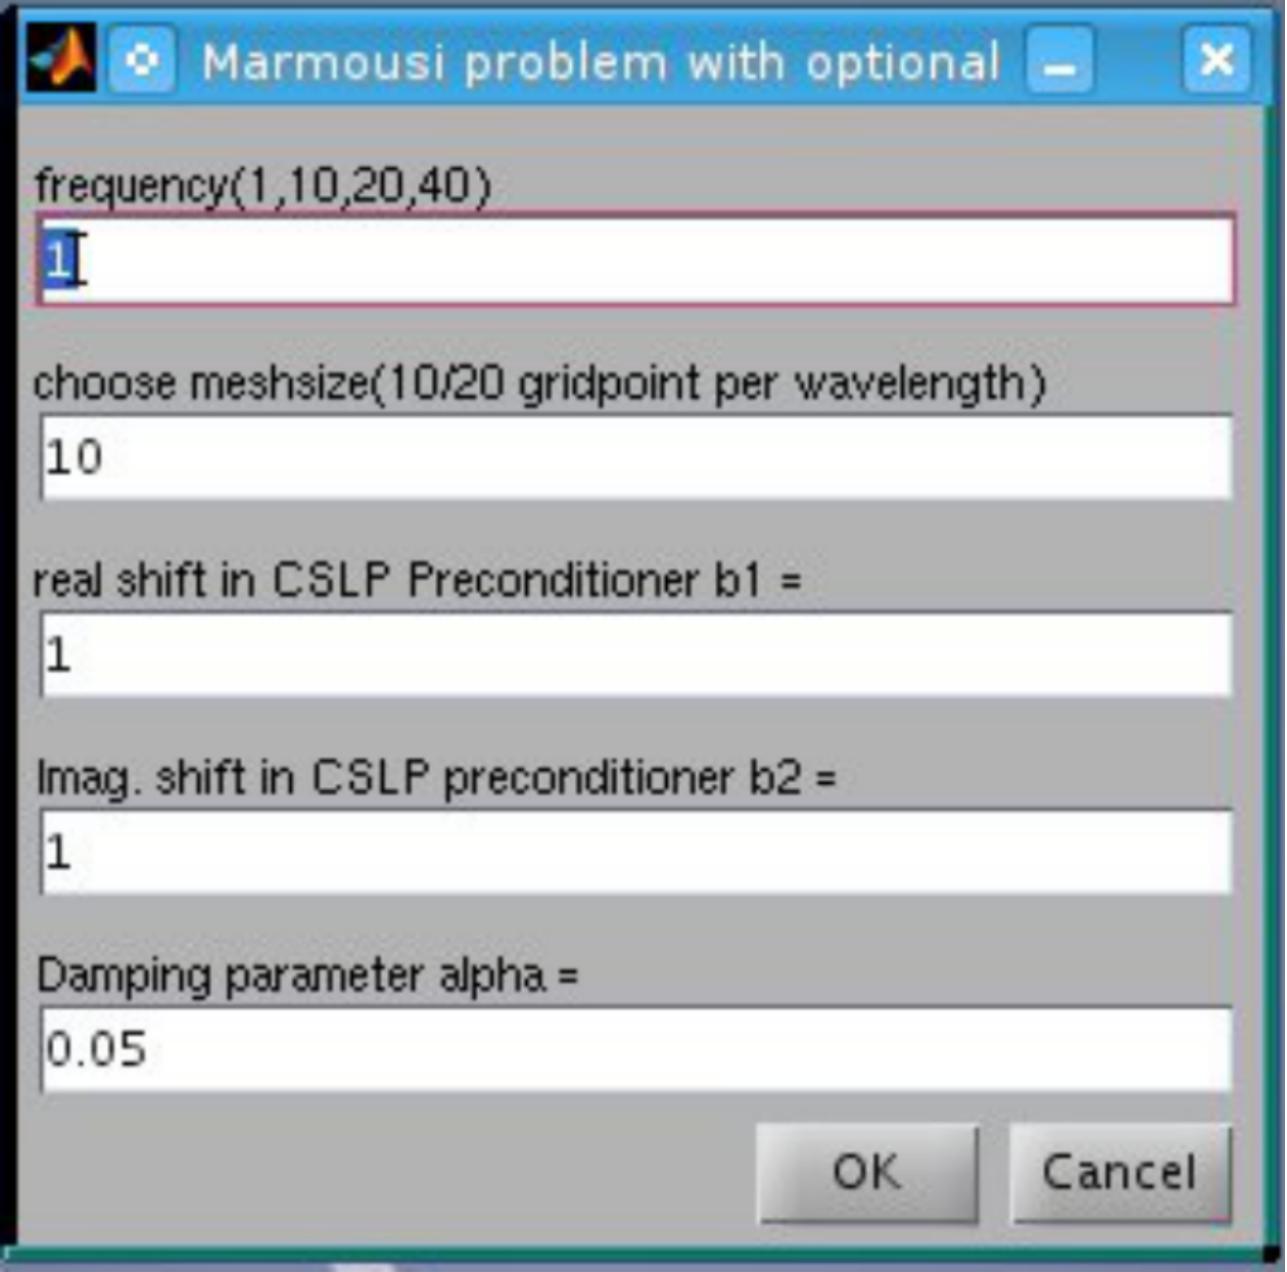 Marmousi problem with optional
frequency(1,10,20,40)
1
choose meshsize(10/20 gridpoint per wavelength)
10
real shift in CSLP Preconditioner b1 =
1
Imag. shift in CSLP preconditioner b2 =
1
Damping parameter alpha =
0.05
OK Cancel